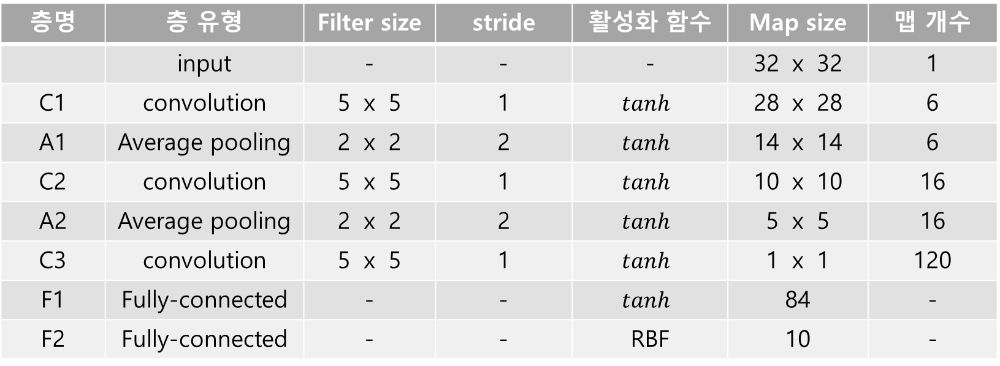 층명 층 유형 Filter size stride 활성화 함수 Map size 맵 개수
input - - - 32 x 32 1
C1 convolution 5 x 5 1 tanh 28 x 28 6
A1 Average pooling 2 x 2 2 tanh 14 x 14 6
C2 convolution 5 x 5 1 tanh 10 x 10 16
A2 Average pooling 2 x 2 2 tanh 5 x 5 16
C3 convolution 5 x 5 1 tanh 1 x 1 120
F1 Fully-connected - - tanh 84 -
F2 Fully-connected - - RBF 10 -